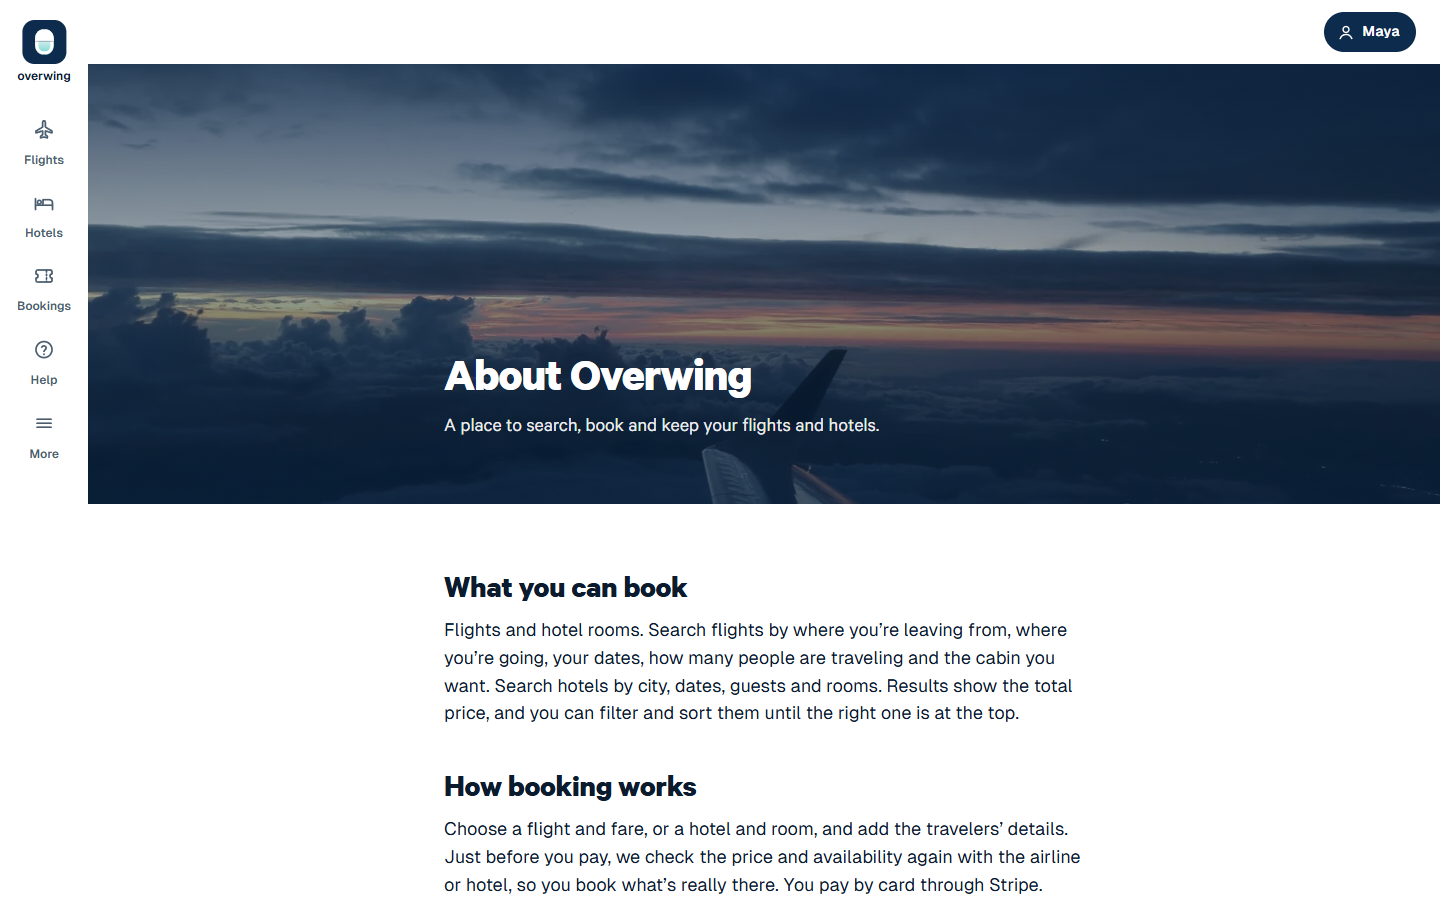 overwing
Flights
Hotels
Bookings
Help
More
Maya
About Overwing
A place to search, book and keep your flights and hotels.
What you can book
Flights and hotel rooms. Search flights by where you’re leaving from, where
you’re going, your dates, how many people are traveling and the cabin you
want. Search hotels by city, dates, guests and rooms. Results show the total
price, and you can filter and sort them until the right one is at the top.
How booking works
Choose a flight and fare, or a hotel and room, and add the travelers’ details.
Just before you pay, we check the price and availability again with the airline
or hotel, so you book what’s really there. You pay by card through Stripe.